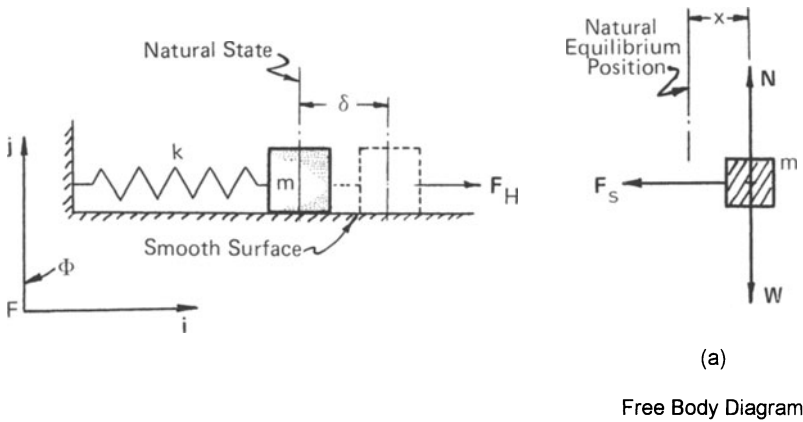 Natural State
δ
k
j
m
F_H
Smooth Surface
Φ
F
i
x
Natural
Equilibrium
Position
N
m
F_s
W
(a)
Free Body Diagram